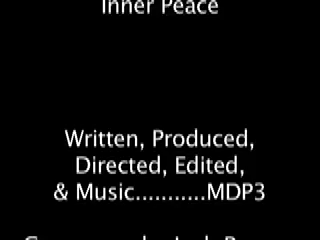 Inner Peace
Written, Produced,
Directed, Edited,
& Music...........MDP3